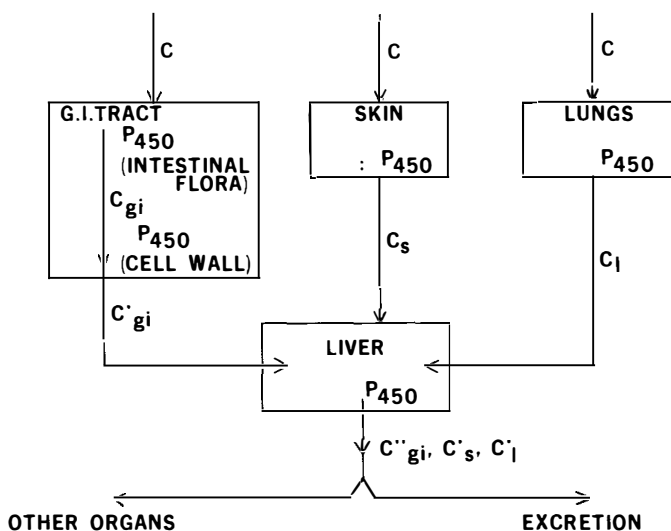 C
C
C
G.I.TRACT
P450
(INTESTINAL
FLORA)
Cgi
P450
(CELL WALL)
C'gi
SKIN
: P450
Cs
LUNGS
P450
Cl
LIVER
P450
C''gi, C's, C'l
OTHER ORGANS
EXCRETION